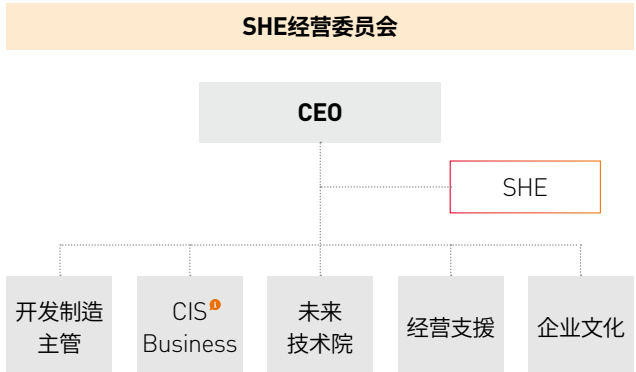 SHE经营委员会
CEO
SHE
开发制造
主管
CIS
Business
未来
技术院
经营支援
企业文化